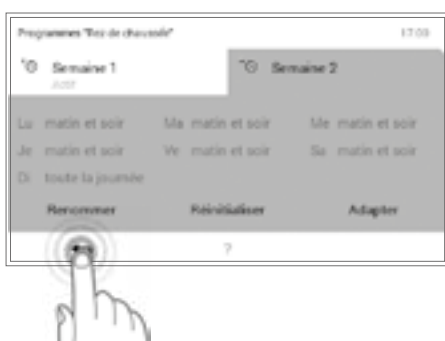 Programmes "Rez de chaussée" 17:00
Semaine 1 Semaine 2
Actif
Lu matin et soir Ma matin et soir Me matin et soir
Je matin et soir Ve matin et soir Sa matin et soir
Di toute la journée
Renommer Réinitialiser Adapter
?